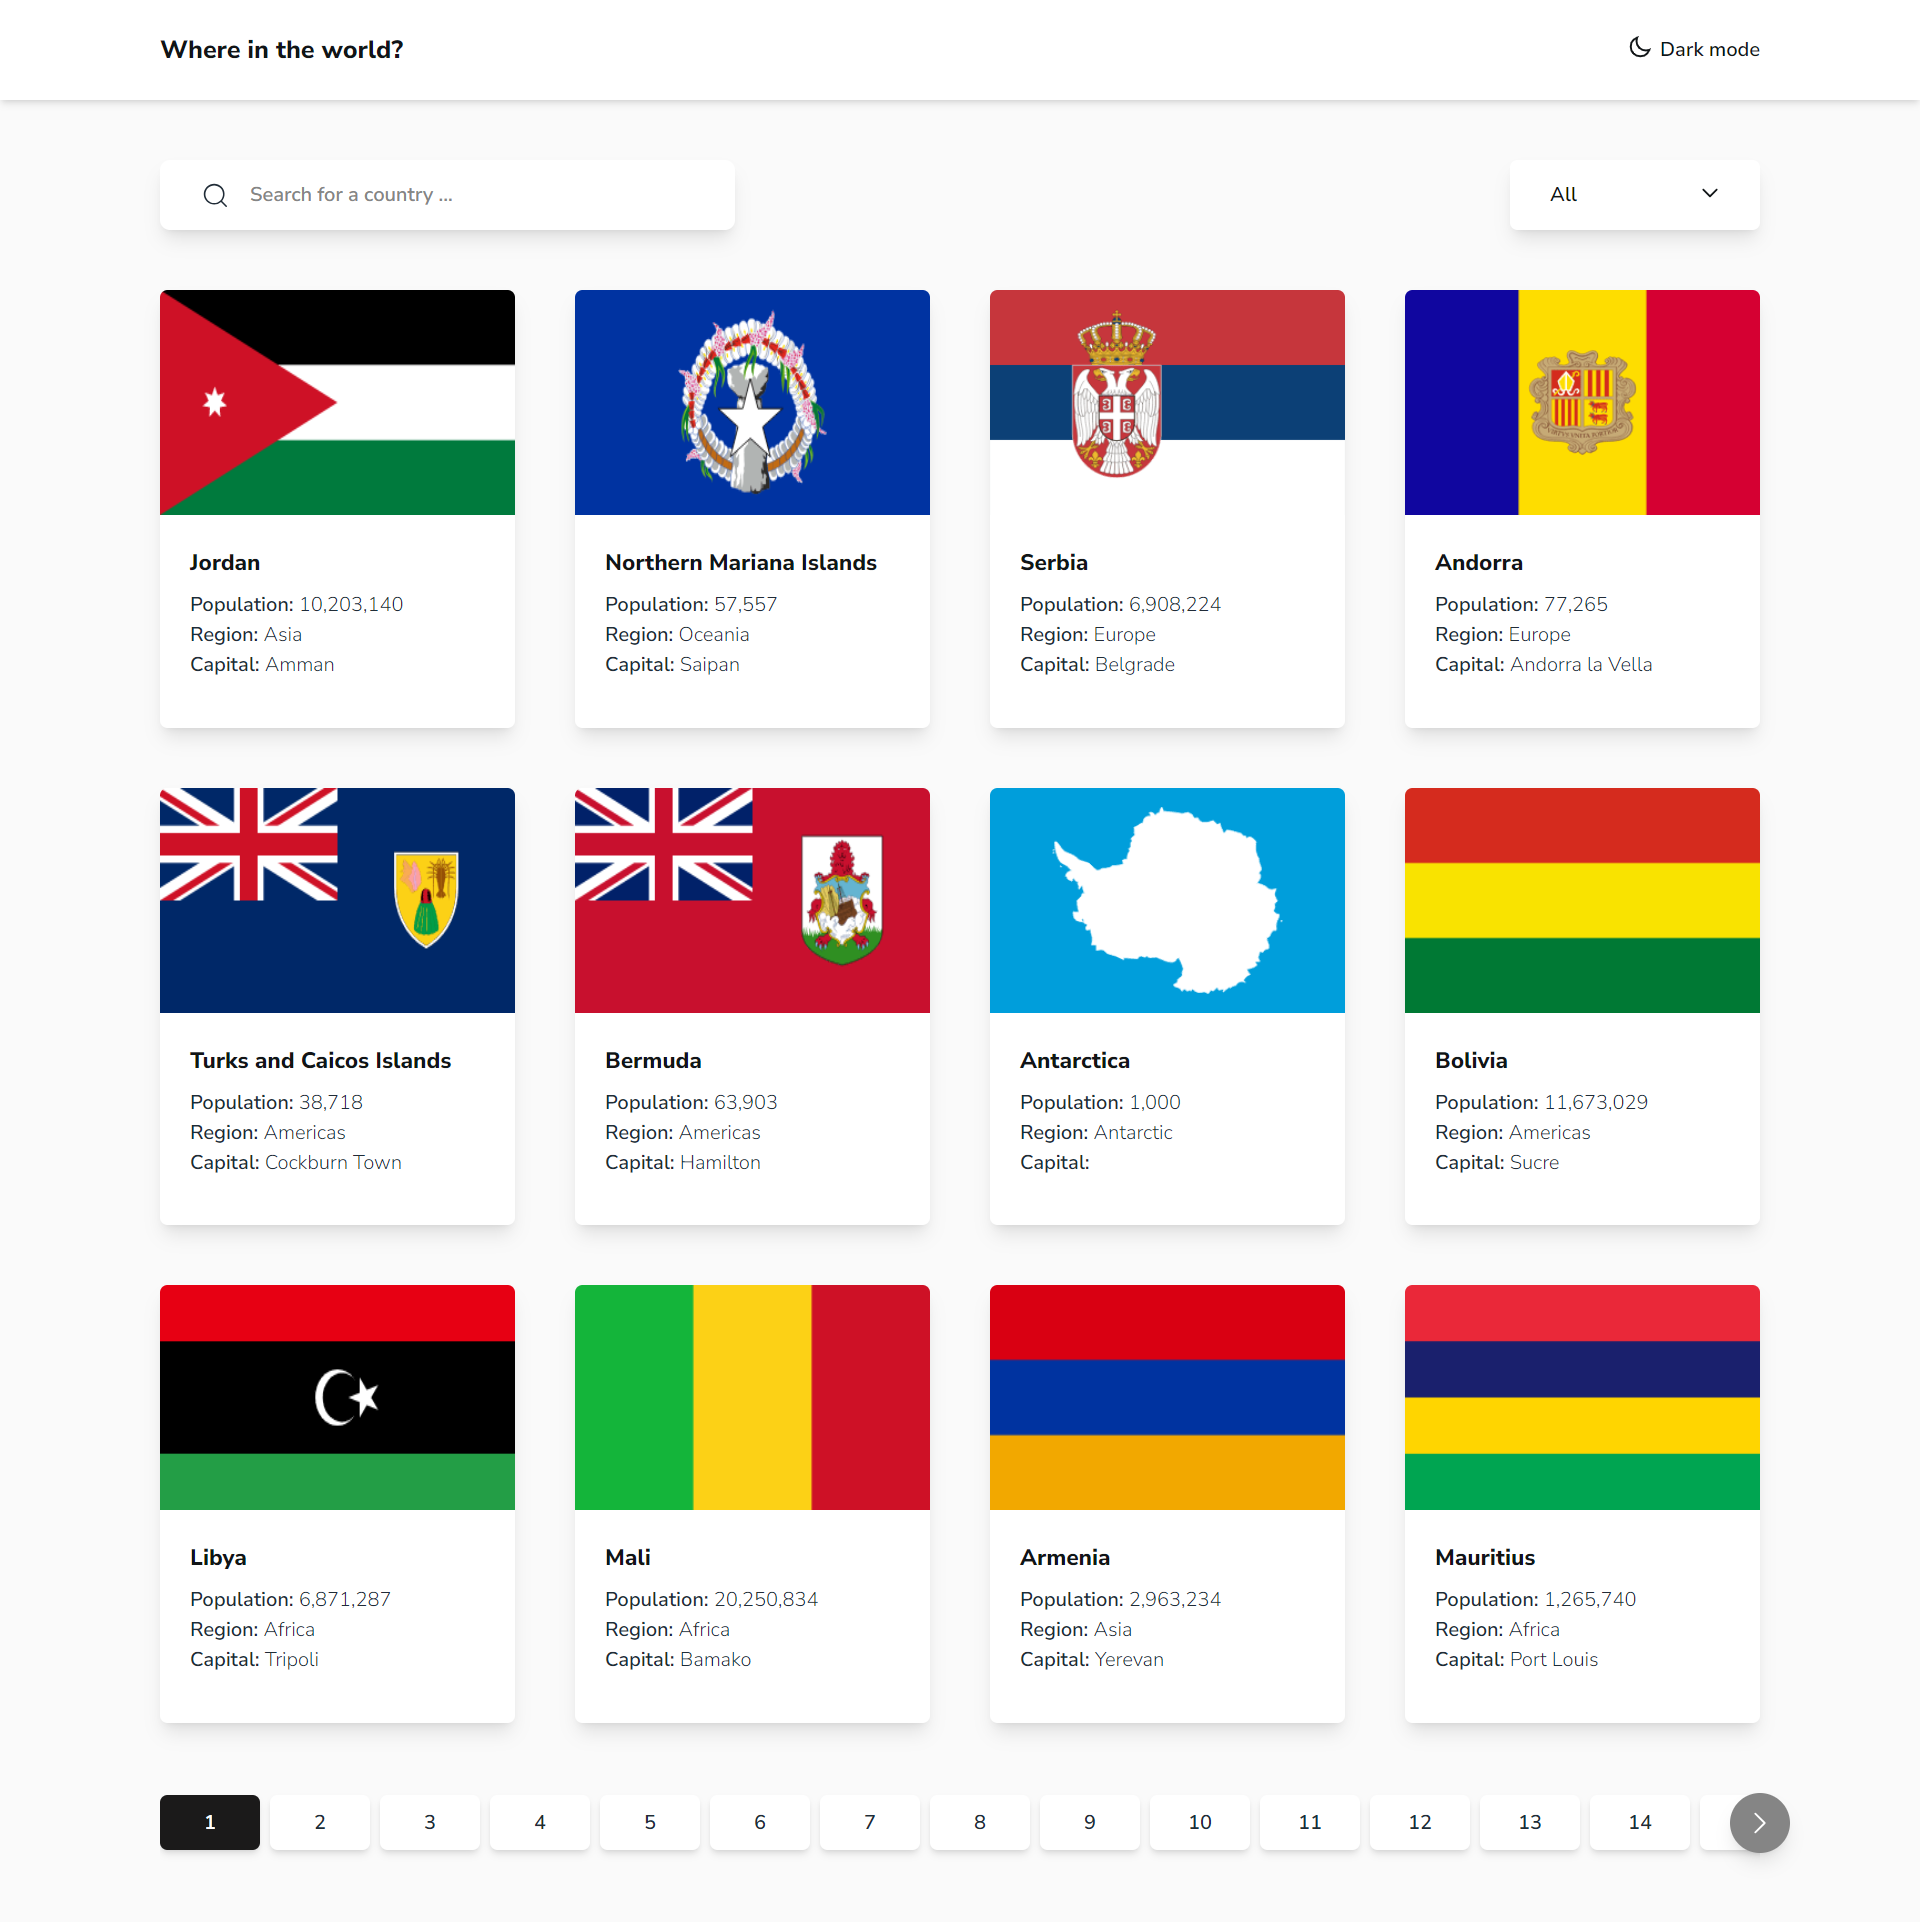 Where in the world?
Dark mode
Search for a country ...
All
Jordan
Population: 10,203,140
Region: Asia
Capital: Amman
Northern Mariana Islands
Population: 57,557
Region: Oceania
Capital: Saipan
Serbia
Population: 6,908,224
Region: Europe
Capital: Belgrade
Andorra
Population: 77,265
Region: Europe
Capital: Andorra la Vella
Turks and Caicos Islands
Population: 38,718
Region: Americas
Capital: Cockburn Town
Bermuda
Population: 63,903
Region: Americas
Capital: Hamilton
Antarctica
Population: 1,000
Region: Antarctic
Capital:
Bolivia
Population: 11,673,029
Region: Americas
Capital: Sucre
Libya
Population: 6,871,287
Region: Africa
Capital: Tripoli
Mali
Population: 20,250,834
Region: Africa
Capital: Bamako
Armenia
Population: 2,963,234
Region: Asia
Capital: Yerevan
Mauritius
Population: 1,265,740
Region: Africa
Capital: Port Louis
1 2 3 4 5 6 7 8 9 10 11 12 13 14